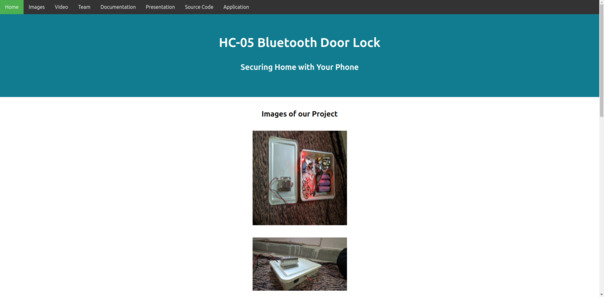 Home Images Video Team Documentation Presentation Source Code Application
HC-05 Bluetooth Door Lock
Securing Home with Your Phone
Images of our Project